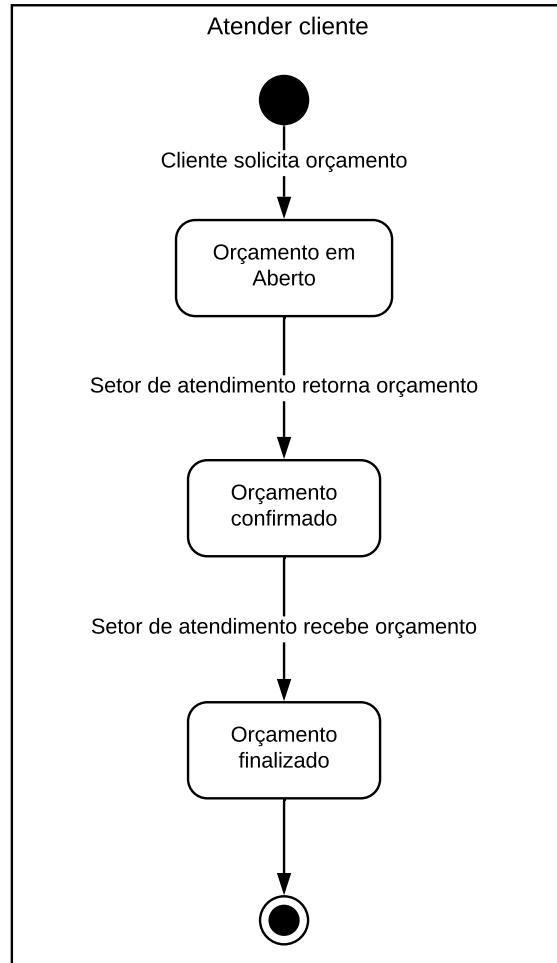 Atender cliente
Cliente solicita orçamento
Orçamento em
Aberto
Setor de atendimento retorna orçamento
Orçamento
confirmado
Setor de atendimento recebe orçamento
Orçamento
finalizado